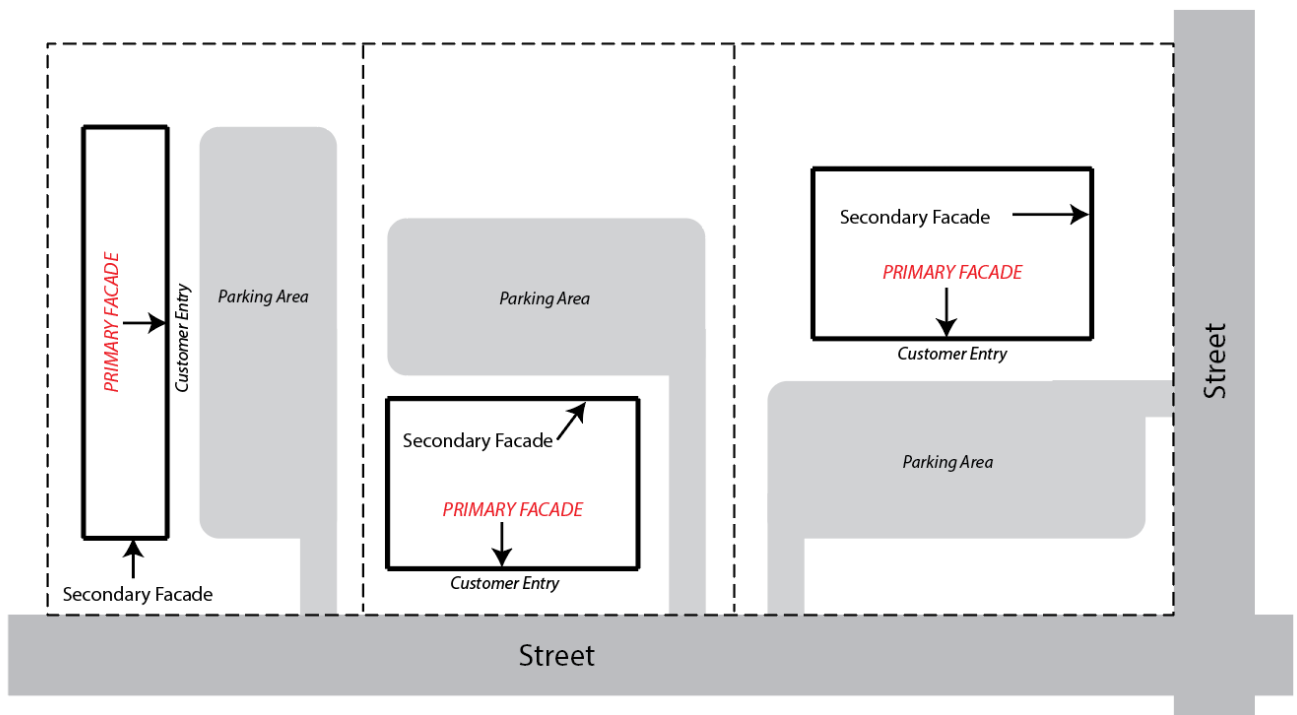 PRIMARY FACADE
Customer Entry
Parking Area
Secondary Facade
Parking Area
Secondary Facade
PRIMARY FACADE
Customer Entry
Secondary Facade
PRIMARY FACADE
Customer Entry
Parking Area
Street
Street